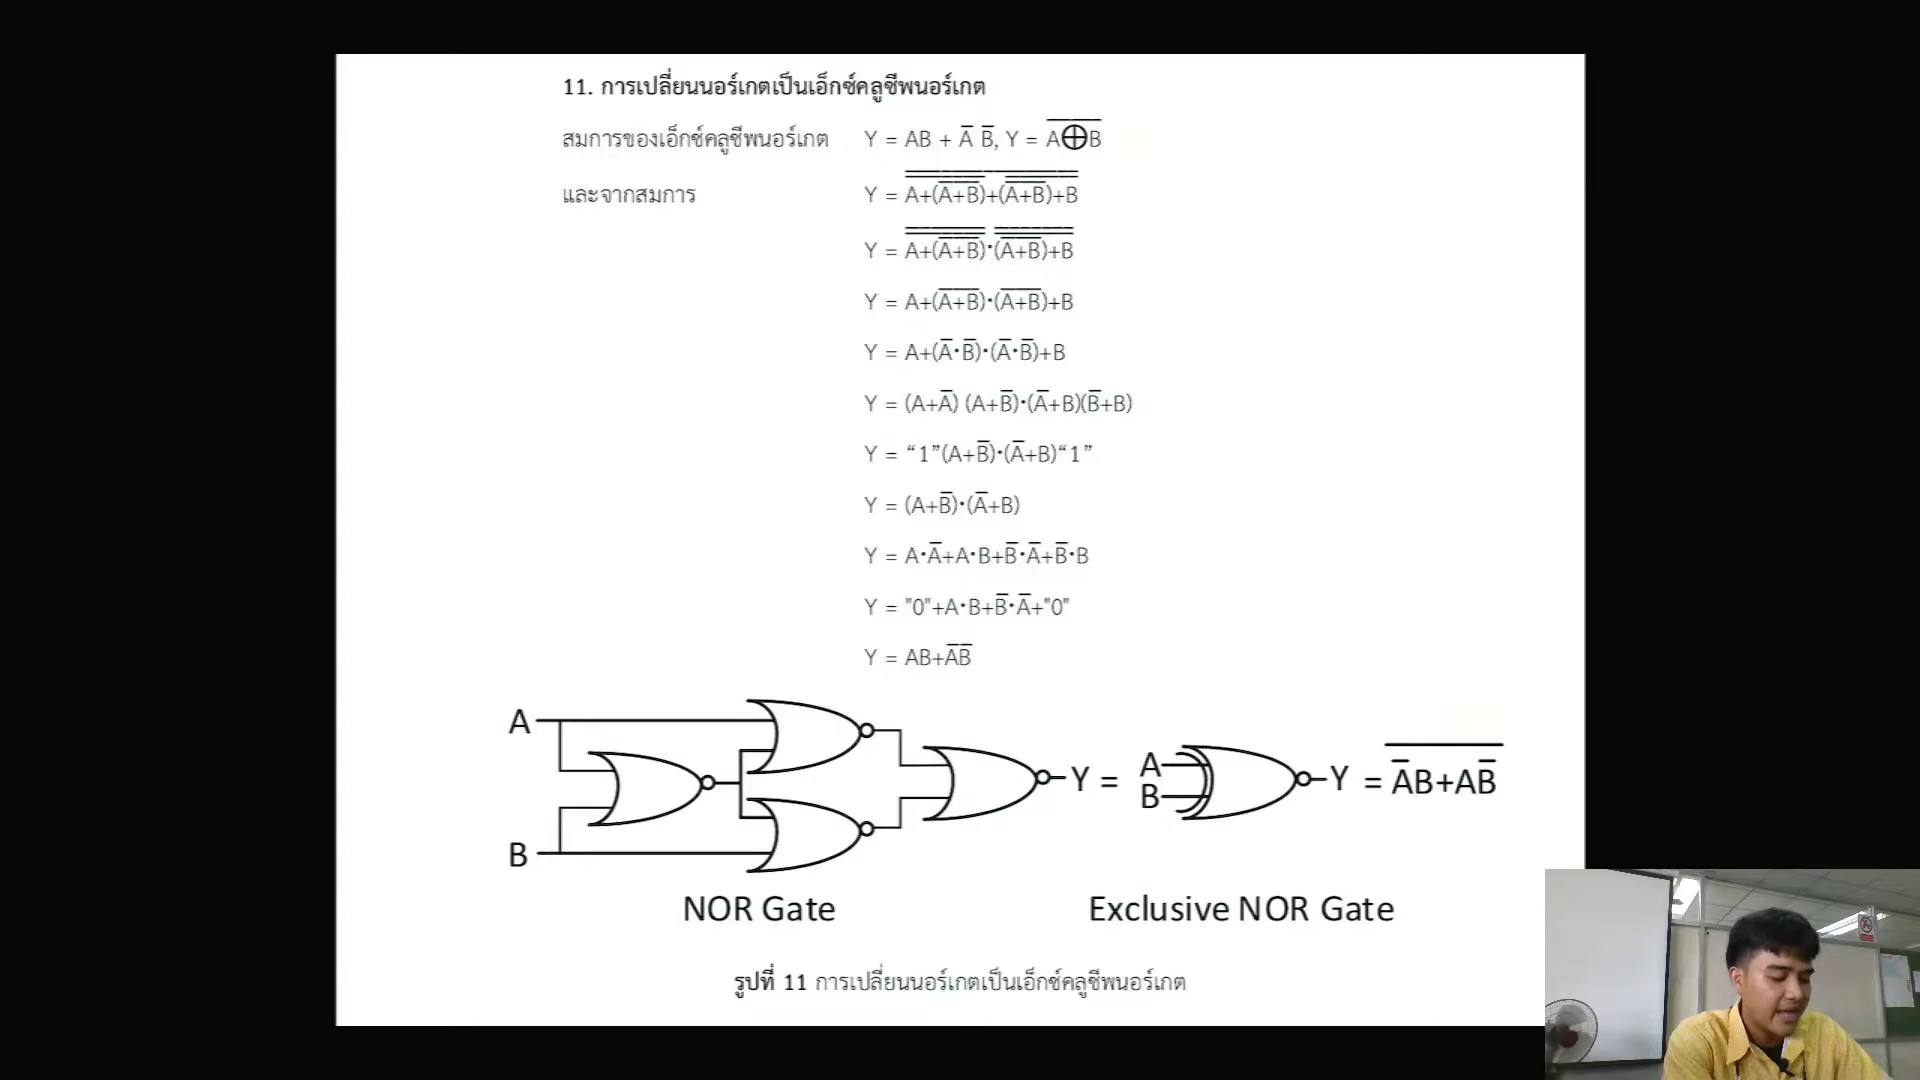 11. การเปลี่ยนนอร์เกตเป็นเอ็กซ์คลูซีพนอร์เกต
สมการของเอ็กซ์คลูซีพนอร์เกต Y = AB + A̅ B̅, Y = A̅⨁̅B̅
และจากสมการ Y = A̿+̿(̿A̿+̿B̿)̿+̿(̿A̿+̿B̿)̿+̿B̿
Y = A̿+̿(̿A̿+̿B̿)̿·(̿A̿+̿B̿)̿+̿B̿
Y = A+(A̅+̅B̅)·(A̅+̅B̅)+B
Y = A+(A̅·B̅)·(A̅·B̅)+B
Y = (A+A̅) (A+B̅)·(A̅+B)(B̅+B)
Y = “1”(A+B̅)·(A̅+B)“1”
Y = (A+B̅)·(A̅+B)
Y = A·A̅+A·B+B̅·A̅+B̅·B
Y = "0"+A·B+B̅·A̅+"0"
Y = AB+A̅B̅
A
B
Y =
A
B
Y = A̅̅B̅+̅A̅B̅̅
NOR Gate
Exclusive NOR Gate
รูปที่ 11 การเปลี่ยนนอร์เกตเป็นเอ็กซ์คลูซีพนอร์เกต